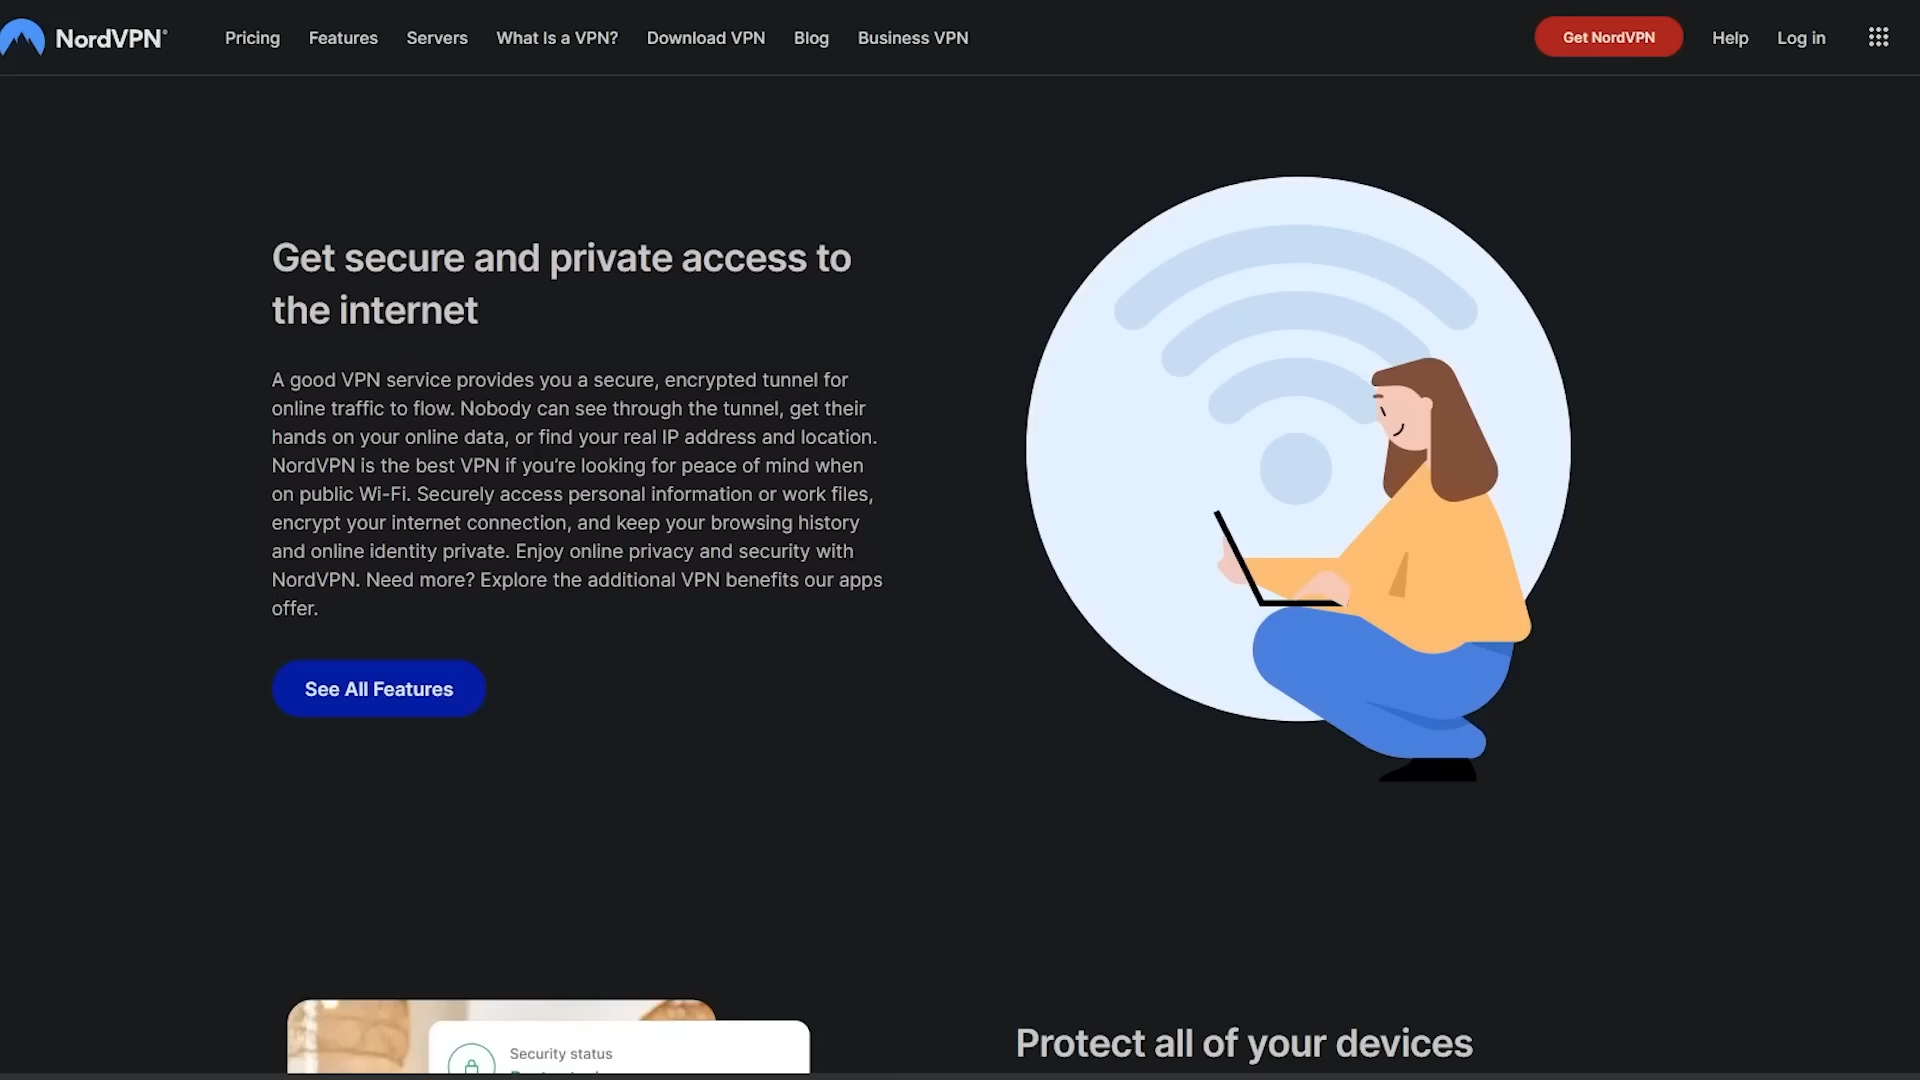 NordVPN®
Pricing
Features
Servers
What Is a VPN?
Download VPN
Blog
Business VPN
Get NordVPN
Help
Log in
Get secure and private access to
the internet
A good VPN service provides you a secure, encrypted tunnel for
online traffic to flow. Nobody can see through the tunnel, get their
hands on your online data, or find your real IP address and location.
NordVPN is the best VPN if you’re looking for peace of mind when
on public Wi-Fi. Securely access personal information or work files,
encrypt your internet connection, and keep your browsing history
and online identity private. Enjoy online privacy and security with
NordVPN. Need more? Explore the additional VPN benefits our apps
offer.
See All Features
Security status
Protect all of your devices